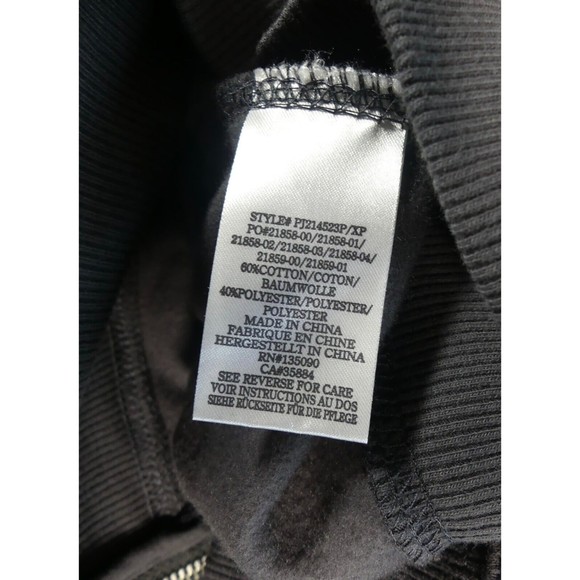 STYLE# PJ214523P/XP
PO#21858-00/21858-01/
21858-02/21858-03/21858-04/
21859-00/21859-01
60%COTTON/COTON/
BAUMWOLLE
40%POLYESTER/POLYESTER/
POLYESTER
MADE IN CHINA
FABRIQUE EN CHINE
HERGESTELLT IN CHINA
RN#135090
CA#35884
SEE REVERSE FOR CARE
VOIR INSTRUCTIONS AU DOS
SIEHE RÜCKSEITE FÜR DIE PFLEGE